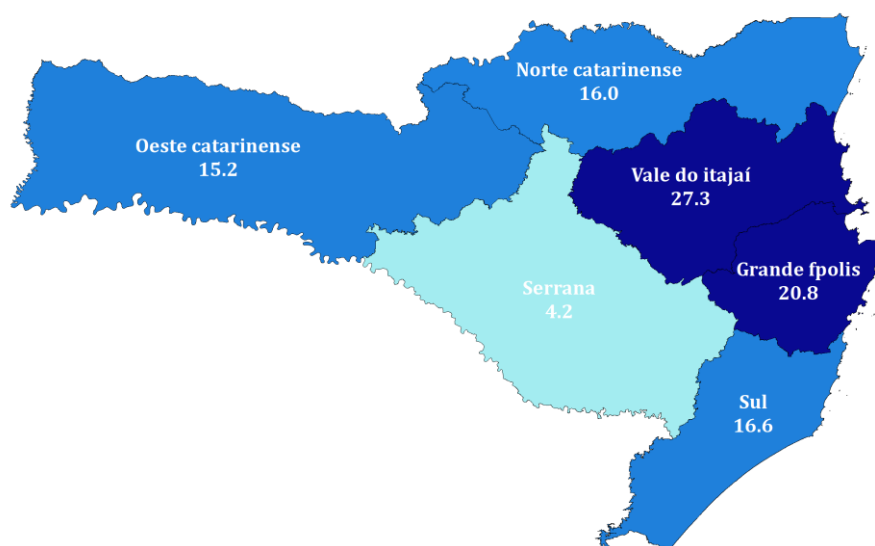 Norte catarinense
16.0
Oeste catarinense
15.2
Vale do itajaí
27.3
Grande fpolis
20.8
Serrana
4.2
Sul
16.6